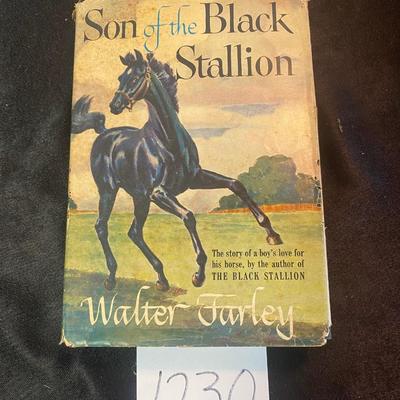 Son of the Black
Stallion
The story of a boy's love for
his horse, by the author of
THE BLACK STALLION
Walter Farley
1230